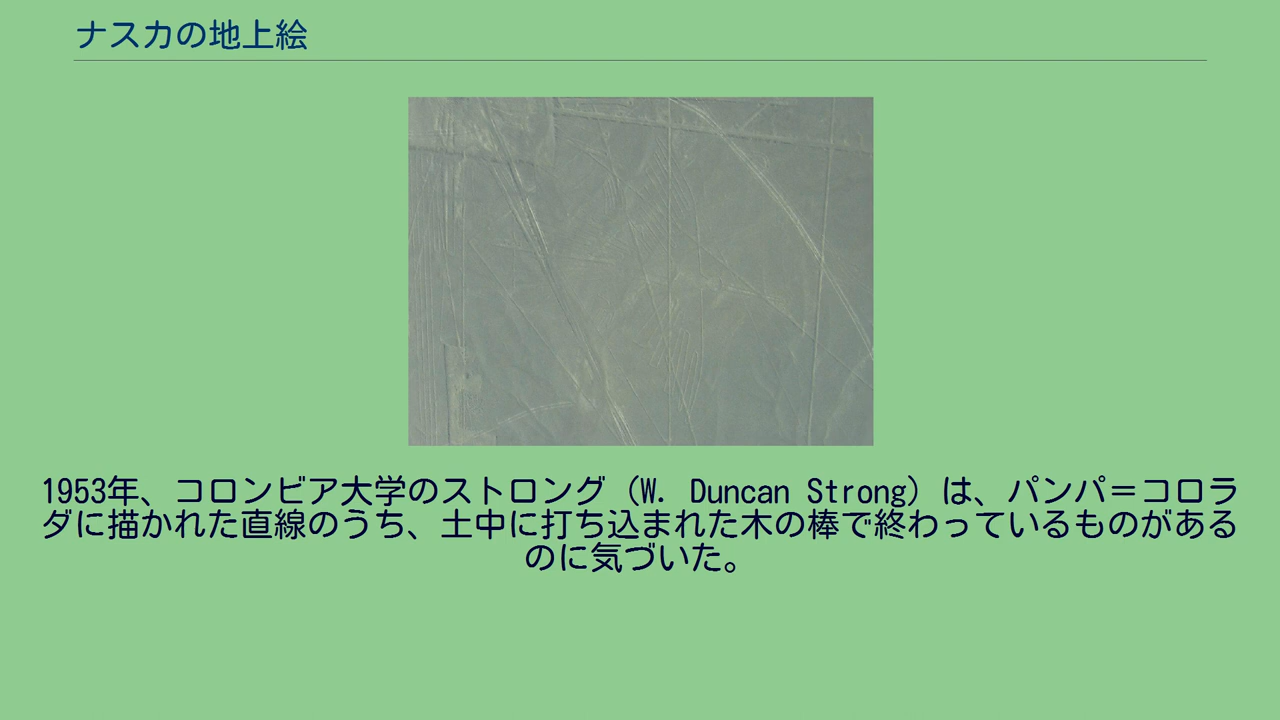 ナスカの地上絵
1953年、コロンビア大学のストロング（W. Duncan Strong）は、パンパ＝コロラ
ダに描かれた直線のうち、土中に打ち込まれた木の棒で終わっているものがある
のに気づいた。